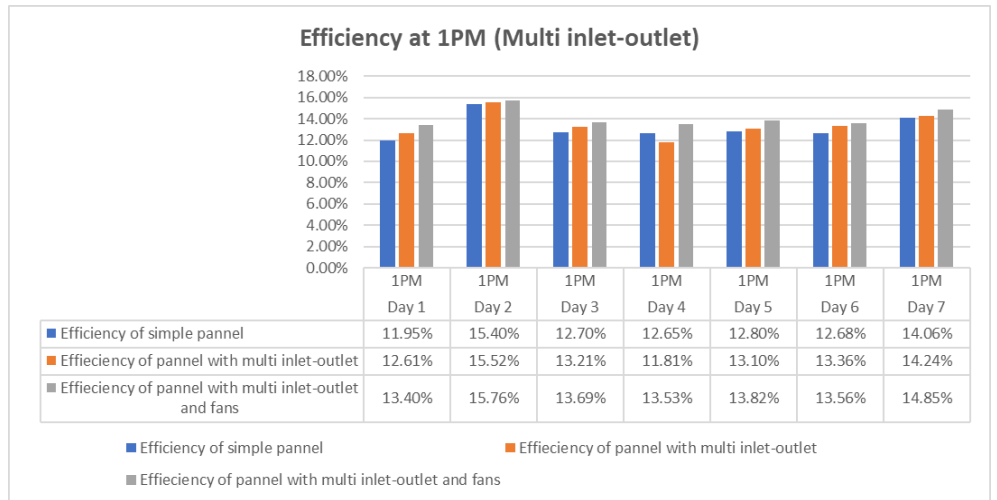 Efficiency at 1PM (Multi inlet-outlet)
18.00%
16.00%
14.00%
12.00%
10.00%
8.00%
6.00%
4.00%
2.00%
0.00%
1PM 1PM 1PM 1PM 1PM 1PM 1PM
Day 1 Day 2 Day 3 Day 4 Day 5 Day 6 Day 7
Efficiency of simple pannel 11.95% 15.40% 12.70% 12.65% 12.80% 12.68% 14.06%
Effieciency of pannel with multi inlet-outlet 12.61% 15.52% 13.21% 11.81% 13.10% 13.36% 14.24%
Effieciency of pannel with multi inlet-outlet
and fans 13.40% 15.76% 13.69% 13.53% 13.82% 13.56% 14.85%
Efficiency of simple pannel Effieciency of pannel with multi inlet-outlet
Effieciency of pannel with multi inlet-outlet and fans